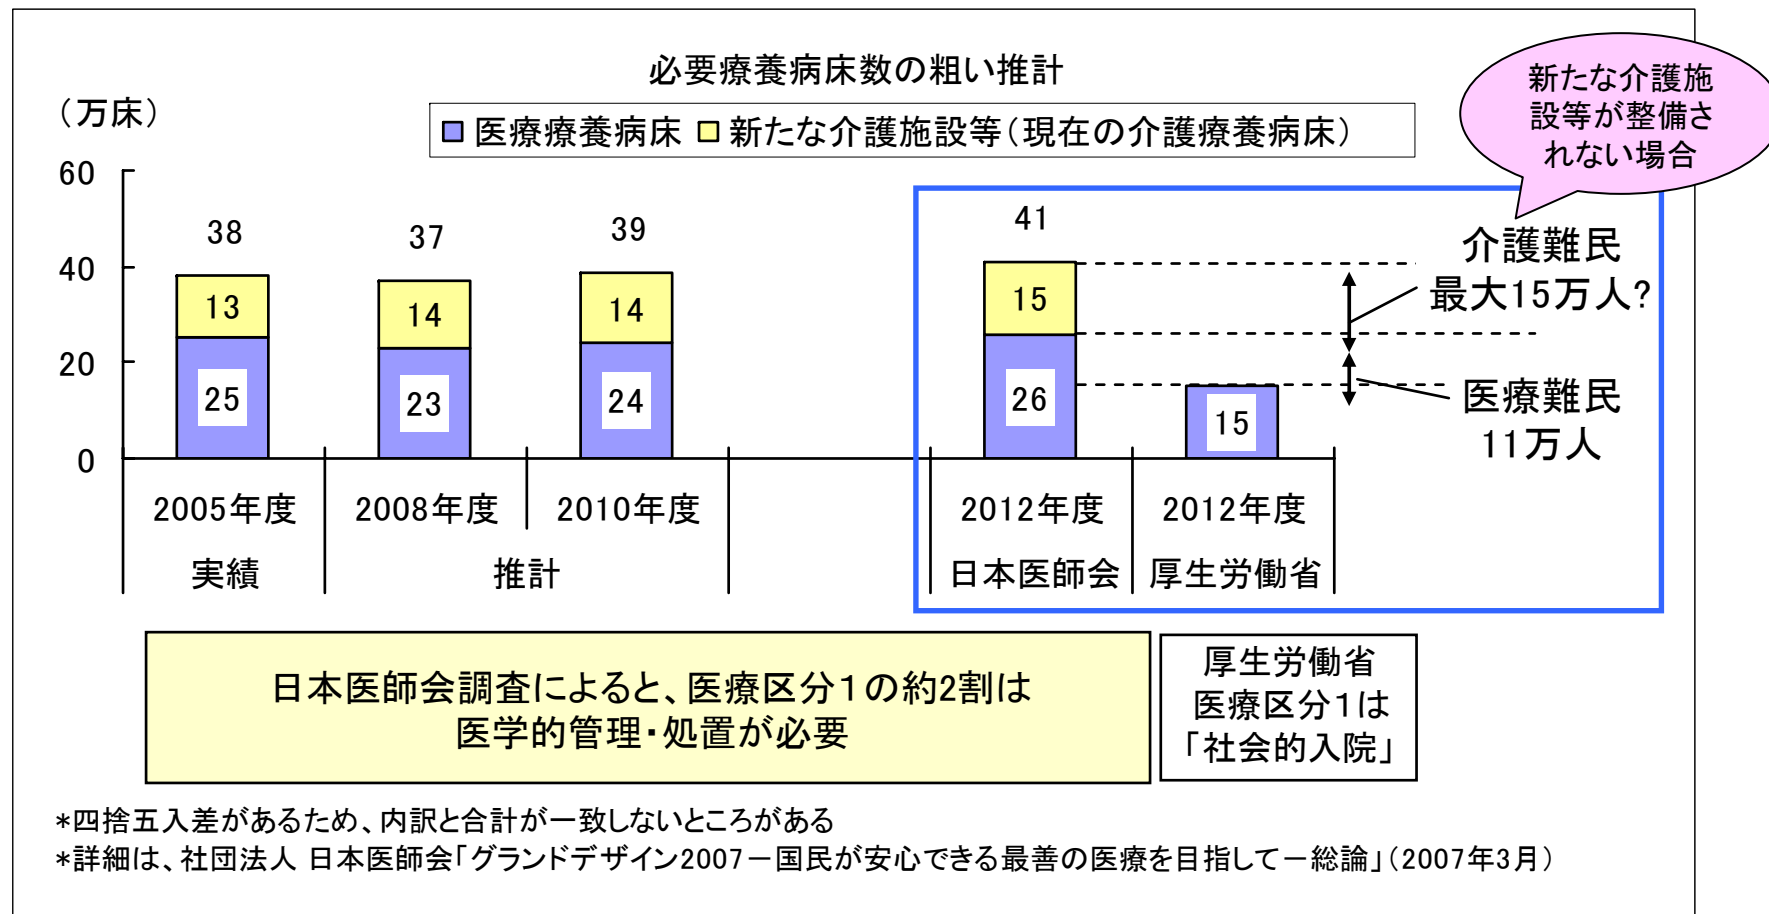 必要療養病床数の粗い推計
新たな介護施
設等が整備さ
れない場合
（万床）
医療療養病床 新たな介護施設等（現在の介護療養病床）
60
40
20
0
38
13
25
37
14
23
39
14
24
41
15
26
15
介護難民
最大15万人?
医療難民
11万人
2005年度 2008年度 2010年度 2012年度 2012年度
実績 推計 日本医師会 厚生労働省
日本医師会調査によると、医療区分１の約2割は
医学的管理・処置が必要
厚生労働省
医療区分１は
「社会的入院」
*四捨五入差があるため、内訳と合計が一致しないところがある
*詳細は、社団法人 日本医師会「グランドデザイン2007－国民が安心できる最善の医療を目指して－総論」（2007年3月）